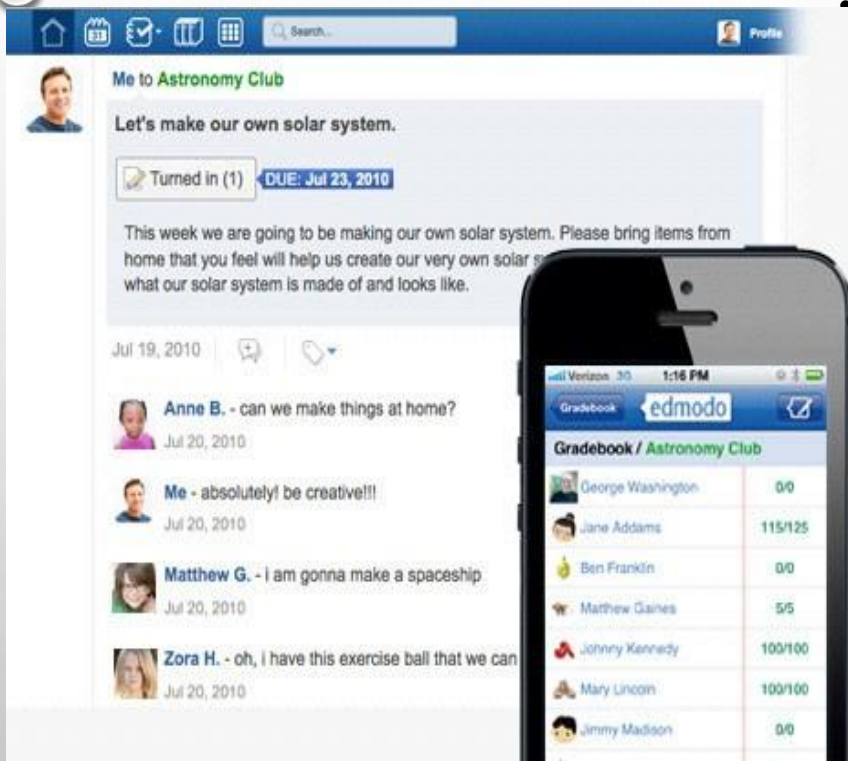 31
Search...
Profile
Me to Astronomy Club
Let's make our own solar system.
Turned in (1) DUE: Jul 23, 2010
This week we are going to be making our own solar system. Please bring items from
home that you feel will help us create our very own solar
what our solar system is made of and looks like.
Jul 19, 2010
Anne B. - can we make things at home?
Jul 20, 2010
Me - absolutely! be creative!!!
Jul 20, 2010
Matthew G. - i am gonna make a spaceship
Jul 20, 2010
Zora H. - oh, i have this exercise ball that we can
Jul 20, 2010
Verizon 3G 1:16 PM
Gradebook edmodo
Gradebook / Astronomy Club
George Washington 0/0
Jane Addams 115/125
Ben Franklin 0/0
Matthew Gaines 5/5
Johnny Kennedy 100/100
Mary Lincoln 100/100
Jimmy Madison 0/0